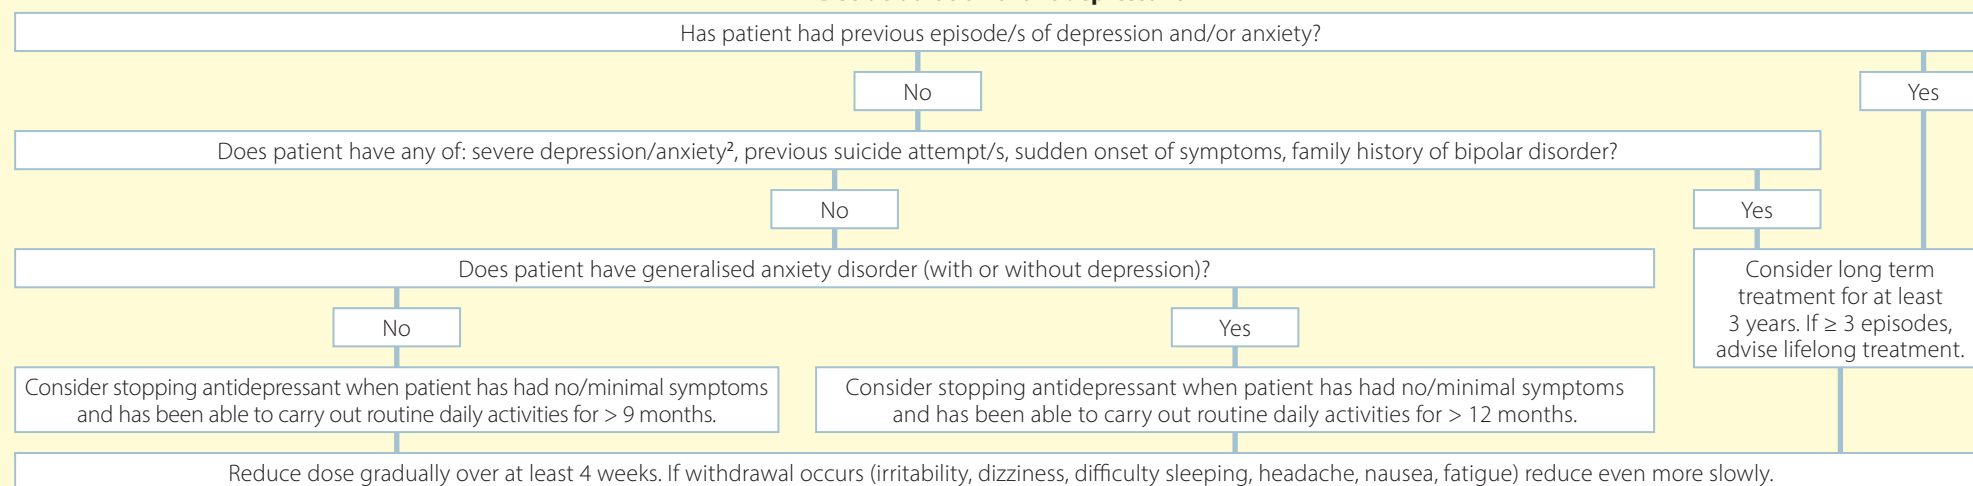 Has patient had previous episode/s of depression and/or anxiety?
No
Yes
Does patient have any of: severe depression/anxiety², previous suicide attempt/s, sudden onset of symptoms, family history of bipolar disorder?
No
Yes
Does patient have generalised anxiety disorder (with or without depression)?
No
Yes
Consider long term
treatment for at least
3 years. If ≥ 3 episodes,
advise lifelong treatment.
Consider stopping antidepressant when patient has had no/minimal symptoms
and has been able to carry out routine daily activities for > 9 months.
Consider stopping antidepressant when patient has had no/minimal symptoms
and has been able to carry out routine daily activities for > 12 months.
Reduce dose gradually over at least 4 weeks. If withdrawal occurs (irritability, dizziness, difficulty sleeping, headache, nausea, fatigue) reduce even more slowly.